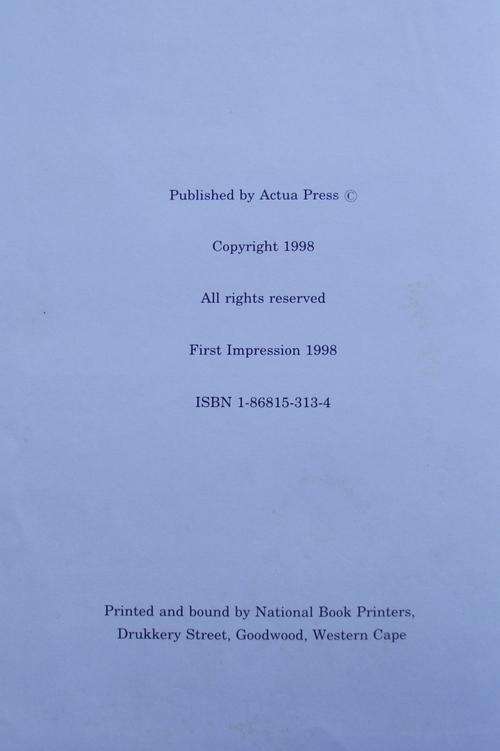 Published by Actua Press ©
Copyright 1998
All rights reserved
First Impression 1998
ISBN 1-86815-313-4
Printed and bound by National Book Printers,
Drukkery Street, Goodwood, Western Cape